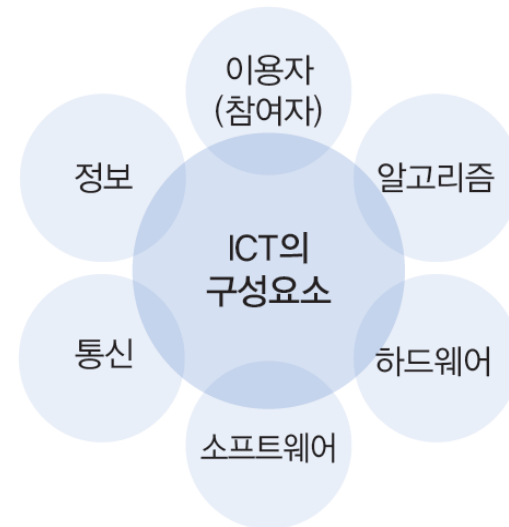 이용자
(참여자)
정보
알고리즘
ICT의
구성요소
통신
하드웨어
소프트웨어